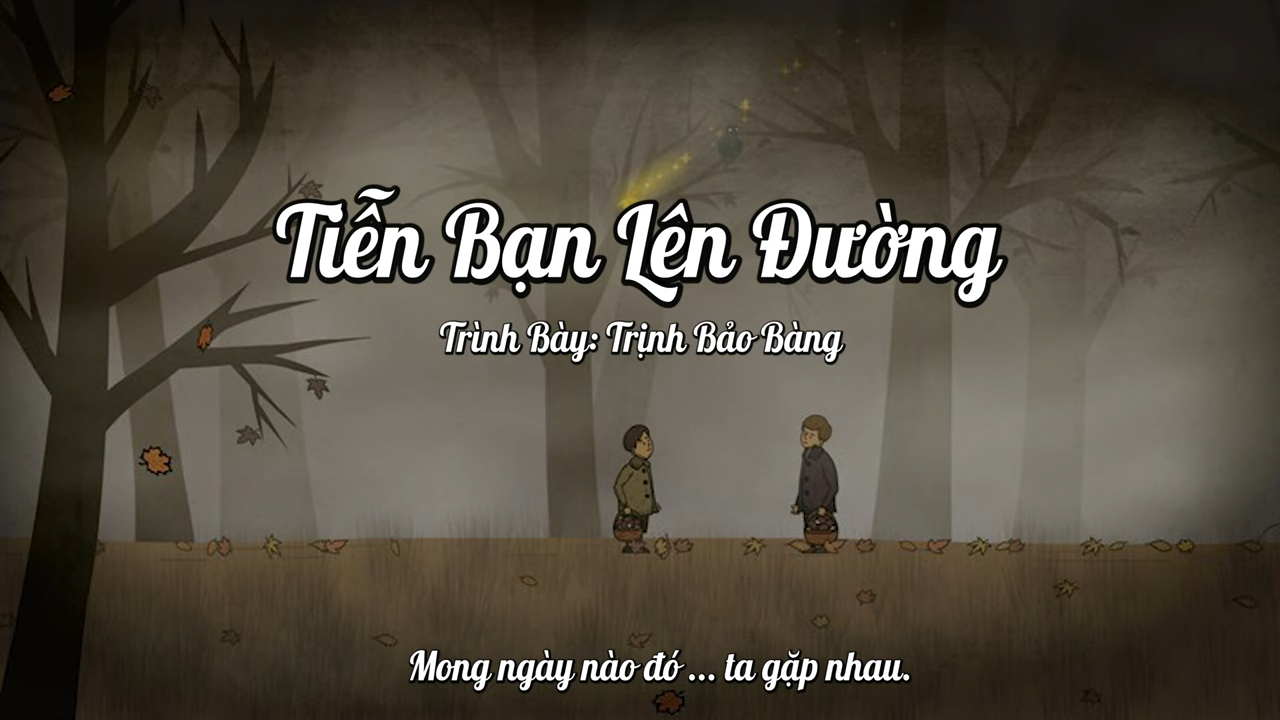 Tiễn Bạn Lên Đường
Trình Bày: Trịnh Bảo Bàng
Mong ngày nào đó ... ta gặp nhau.